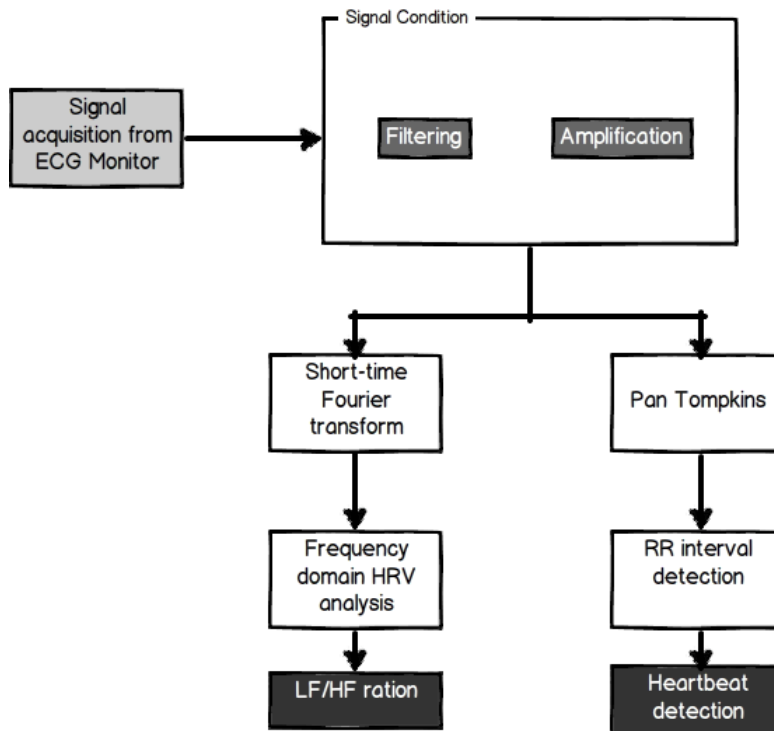 Signal Condition
Signal
acquisition from
ECG Monitor
Filtering
Amplification
Short-time
Fourier
transform
Pan Tompkins
Frequency
domain HRV
analysis
RR interval
detection
LF/HF ration
Heartbeat
detection